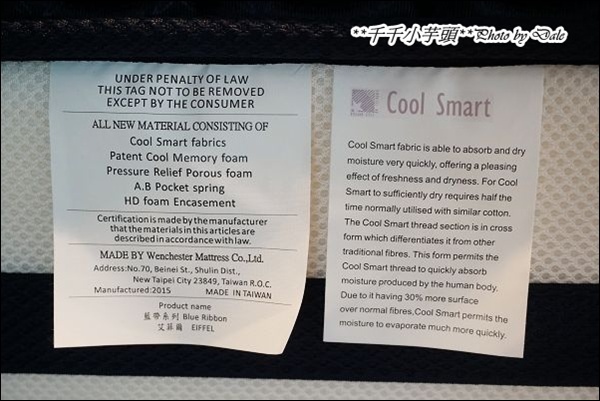 **千千小芋頭**Photo by Dale
UNDER PENALTY OF LAW
THIS TAG NOT TO BE REMOVED
EXCEPT BY THE CONSUMER
ALL NEW MATERIAL CONSISTING OF
Cool Smart fabrics
Patent Cool Memory foam
Pressure Relief Porous foam
A.B Pocket spring
HD foam Encasement
Certification is made by the manufacturer
that the materials in this articles are
described in accordance with law.
MADE BY Wenchester Mattress Co.,Ltd.
Address:No.70, Beinei St., Shulin Dist.,
New Taipei City 23849, Taiwan R.O.C.
Manufactured:2015 MADE IN TAIWAN
Product name
藍帶系列 Blue Ribbon
艾菲爾 EIFFEL
Cool Smart
Cool Smart fabric is able to absorb and dry
moisture very quickly, offering a pleasing
effect of freshness and dryness. For Cool
Smart to sufficiently dry requires half the
time normally utilised with similar cotton.
The Cool Smart thread section is in cross
form which differentiates it from other
traditional fibres. This form permits the
Cool Smart thread to quickly absorb
moisture produced by the human body.
Due to it having 30% more surface
over normal fibres,Cool Smart permits the
moisture to evaporate much more quickly.